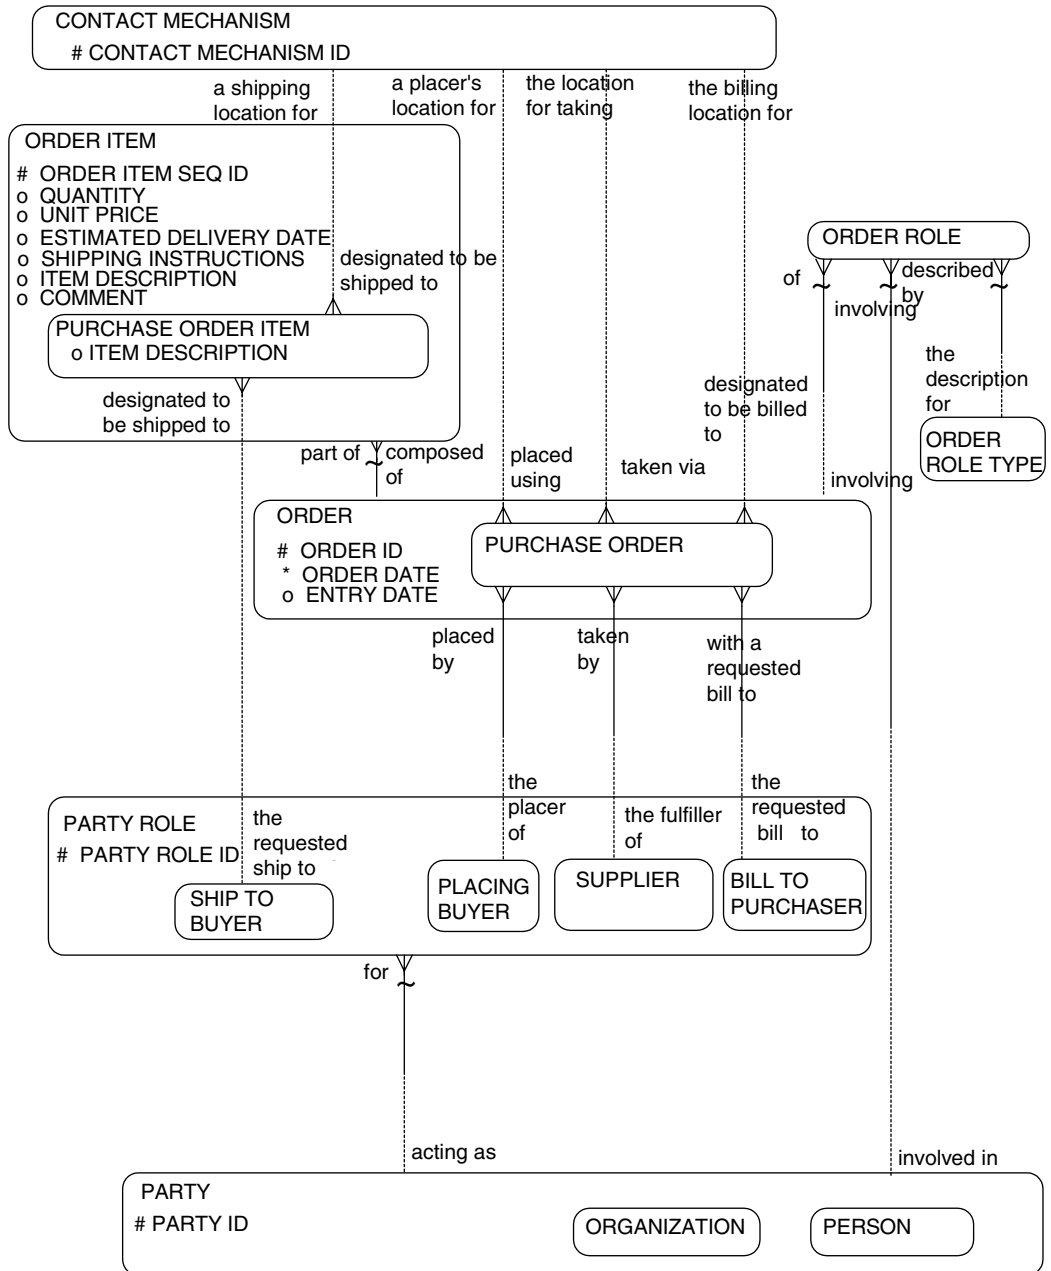 CONTACT MECHANISM
# CONTACT MECHANISM ID
a shipping
location for
a placer's
location for
the location
for taking
the billing
location for
ORDER ITEM
# ORDER ITEM SEQ ID
o QUANTITY
o UNIT PRICE
o ESTIMATED DELIVERY DATE
o SHIPPING INSTRUCTIONS
o ITEM DESCRIPTION
o COMMENT
designated to be
shipped to
PURCHASE ORDER ITEM
o ITEM DESCRIPTION
designated to
be shipped to
ORDER ROLE
of
involving
described
by
the
description
for
ORDER
ROLE TYPE
designated
to be billed
to
part of
composed
of
placed
using
taken via
involving
ORDER
# ORDER ID
* ORDER DATE
o ENTRY DATE
PURCHASE ORDER
placed
by
taken
by
with a
requested
bill to
PARTY ROLE
# PARTY ROLE ID
the
requested
ship to
the
placer
of
the fulfiller
of
the
requested
bill to
SHIP TO
BUYER
PLACING
BUYER
SUPPLIER
BILL TO
PURCHASER
for
acting as
involved in
PARTY
# PARTY ID
ORGANIZATION
PERSON